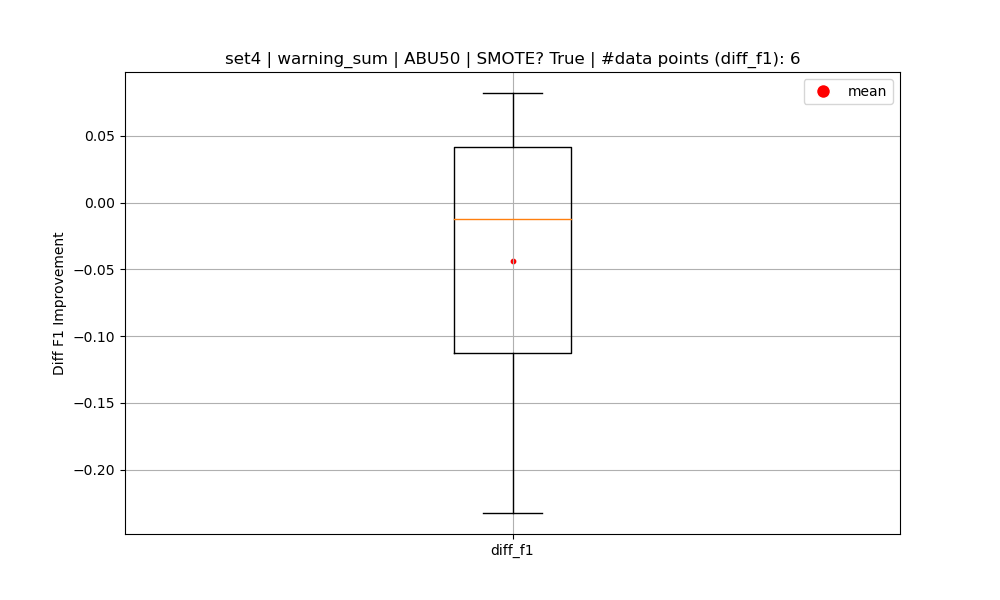 set4 | warning_sum | ABU50 | SMOTE? True | #data points (diff_f1): 6
mean
0.05
0.00
−0.05
−0.10
−0.15
−0.20
Diff F1 Improvement
diff_f1